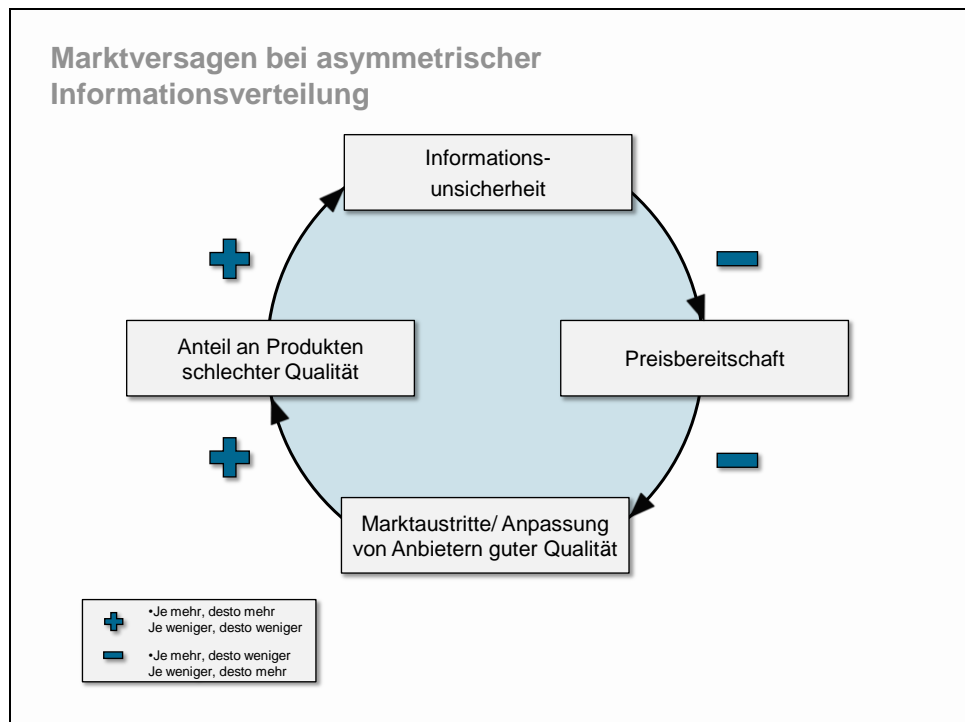 Marktversagen bei asymmetrischer
Informationsverteilung
Informations-
unsicherheit
Anteil an Produkten
schlechter Qualität
Preisbereitschaft
Marktaustritte/ Anpassung
von Anbietern guter Qualität
•Je mehr, desto mehr
Je weniger, desto weniger
•Je mehr, desto weniger
Je weniger, desto mehr